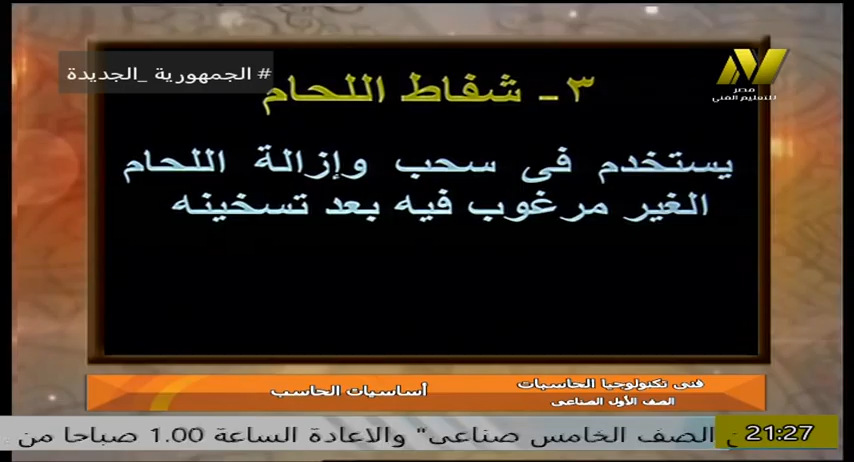 # الجمهورية _الجديدة
مصر
للتعليم الفنى
٣- شفاط اللحام
يستخدم فى سحب وإزالة اللحام
الغير مرغوب فيه بعد تسخينه
فنى تكنولوجيا الحاسبات
الصف الأول الصناعى
أساسيات الحاسب
الصف الخامس صناعى" والاعادة الساعة 1.00 صباحا من
21:27